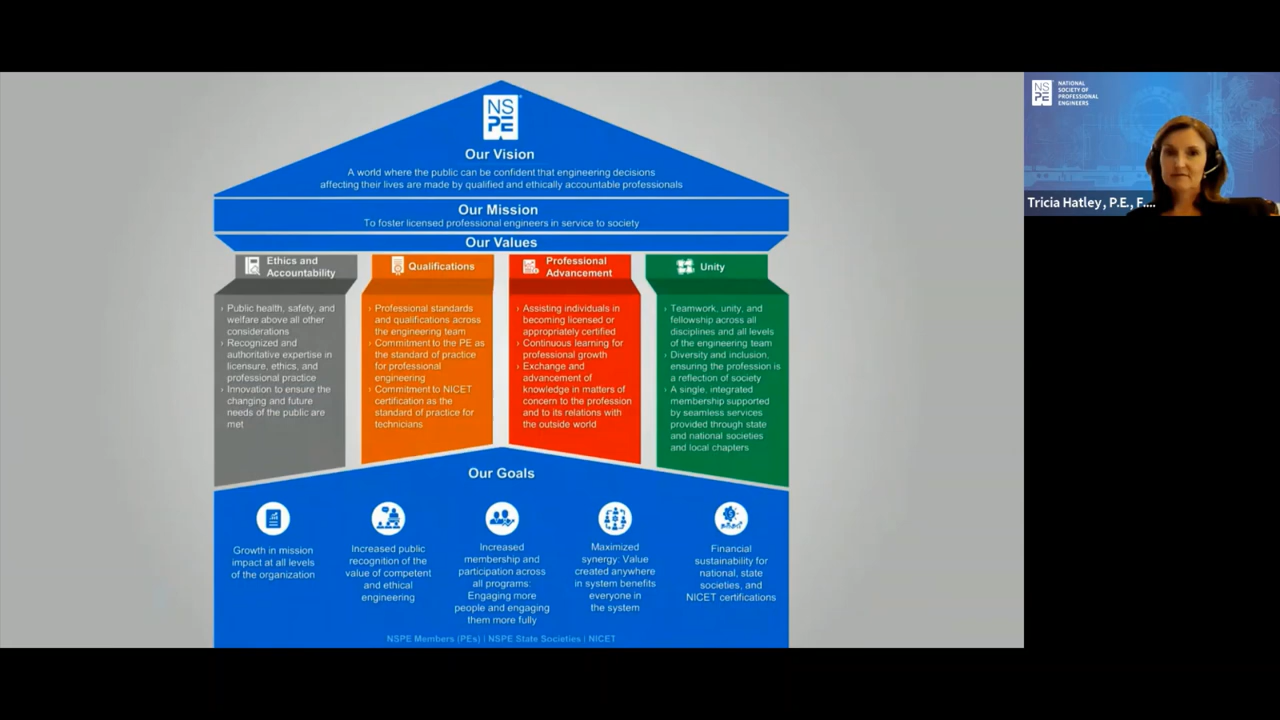 NS
PE
Our Vision
A world where the public can be confident that engineering decisions
affecting their lives are made by qualified and ethically accountable professionals
Our Mission
To foster licensed professional engineers in service to society
Our Values
Ethics and
Accountability
› Public health, safety, and
welfare above all other
considerations
› Recognized and
authoritative expertise in
licensure, ethics, and
professional practice
› Innovation to ensure the
changing and future
needs of the public are
met
Qualifications
› Professional standards
and qualifications across
the engineering team
› Commitment to the PE as
the standard of practice
for professional
engineering
› Commitment to NICET
certification as the
standard of practice for
technicians
Professional
Advancement
› Assisting individuals in
becoming licensed or
appropriately certified
› Continuous learning for
professional growth
› Exchange and
advancement of
knowledge in matters of
concern to the profession
and to its relations with
the outside world
Unity
› Teamwork, unity, and
fellowship across all
disciplines and all levels
of the engineering team
› Diversity and inclusion,
ensuring the profession is
a reflection of society
› A single, integrated
membership supported
by seamless services
provided through state
and national societies
and local chapters
Our Goals
Growth in mission
impact at all levels
of the organization
Increased public
recognition of the
value of competent
and ethical
engineering
Increased
membership and
participation across
all programs:
Engaging more
people and engaging
them more fully
Maximized
synergy: Value
created anywhere
in system benefits
everyone in
the system
Financial
sustainability for
national, state
societies, and
NICET certifications
NSPE Members (PEs) | NSPE State Societies | NICET
NS
PE
NATIONAL
SOCIETY OF
PROFESSIONAL
ENGINEERS
Tricia Hatley, P.E., F....